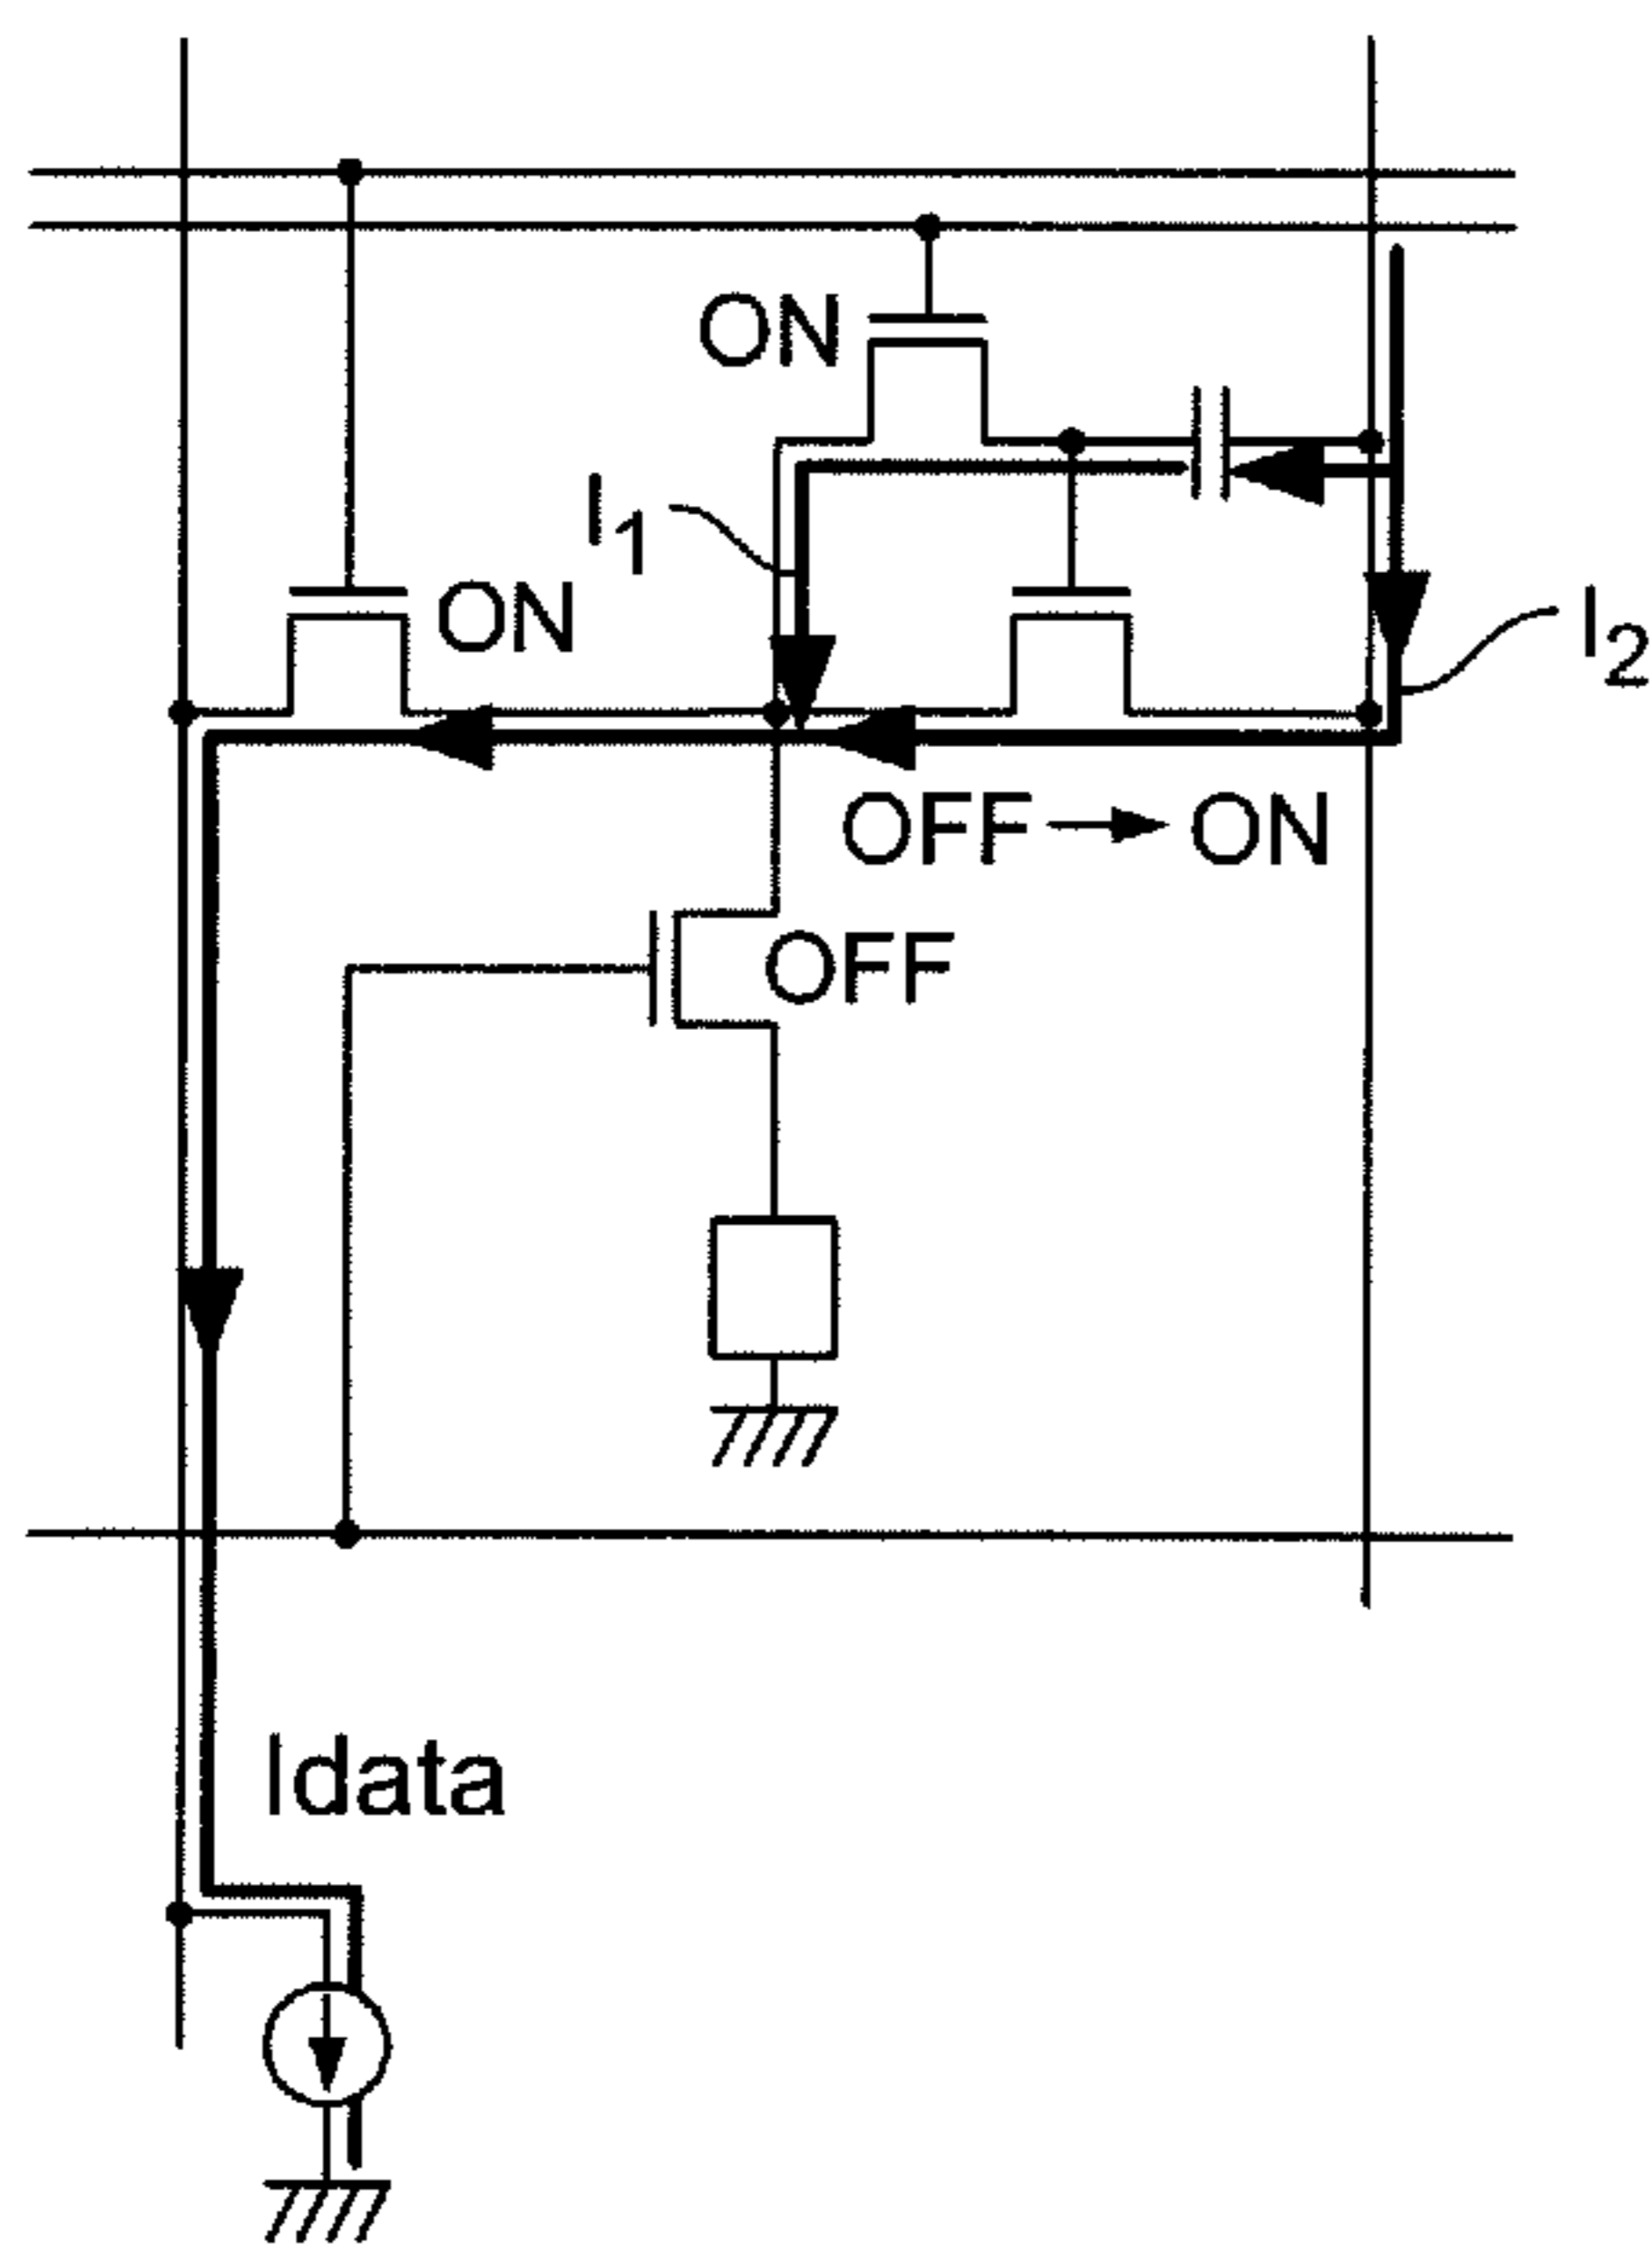 ON
I1
ON
I2
OFF → ON
OFF
Idata